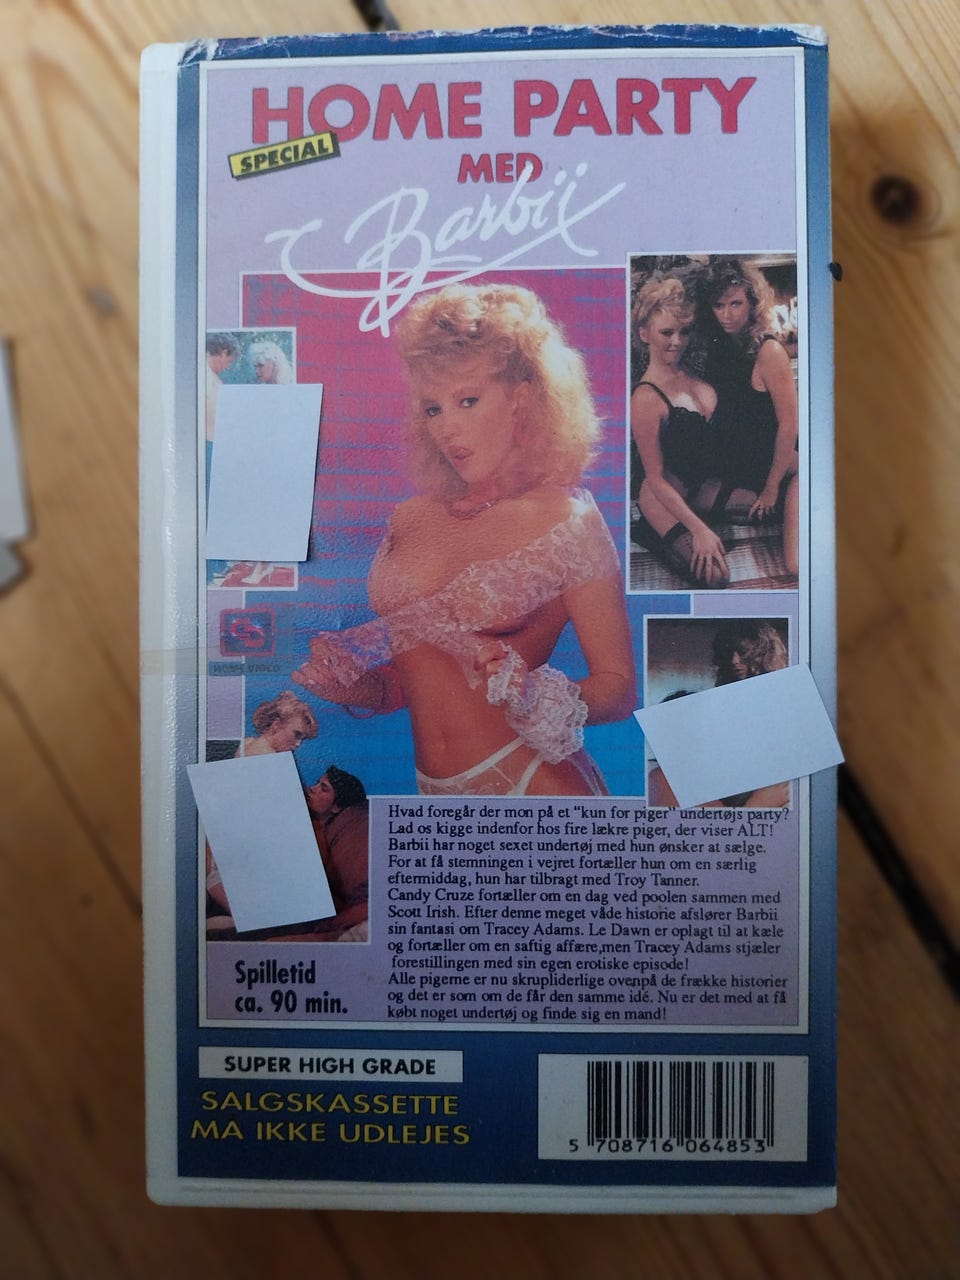 HOME PARTY
SPECIAL
MED
Barbii
HOME VIDEO
Hvad foregår der mon på et “kun for piger” undertøjs party?
Lad os kigge indenfor hos fire lækre piger, der viser ALT!
Barbii har noget sexet undertøj med hun ønsker at sælge.
For at få stemningen i vejret fortæller hun om en særlig
eftermiddag, hun har tilbragt med Troy Tanner.
Candy Cruze fortæller om en dag ved poolen sammen med
Scott Irish. Efter denne meget våde historie afslører Barbii
sin fantasi om Tracey Adams. Le Dawn er oplagt til at kæle
og fortæller om en saftig affære,men Tracey Adams stjæler
forestillingen med sin egen erotiske episode!
Alle pigerne er nu skrupliderlige ovenpå de frække historier
og det er som om de får den samme idé. Nu er det med at få
købt noget undertøj og finde sig en mand!
Spilletid
ca. 90 min.
SUPER HIGH GRADE
SALGSKASSETTE
MA IKKE UDLEJES
5 708716 064853